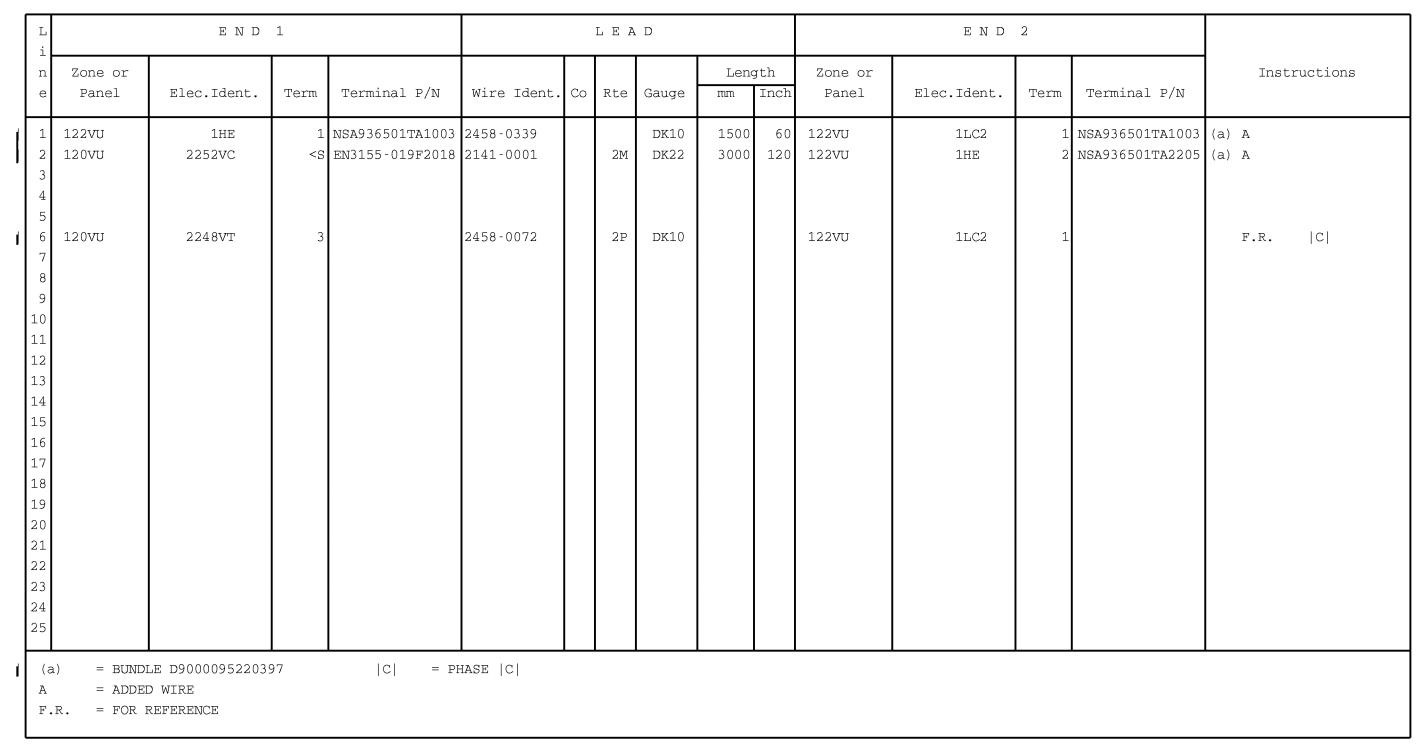 L i n e
E N D 1
L E A D
E N D 2
Instructions
Zone or Panel Elec.Ident. Term Terminal P/N Wire Ident. Co Rte Gauge Length mm Inch Zone or Panel Elec.Ident. Term Terminal P/N
1 122VU 1HE 1 NSA936501TA1003 2458-0339 DK10 1500 60 122VU 1LC2 1 NSA936501TA1003 (a) A
2 120VU 2252VC <S EN3155-019F2018 2141-0001 2M DK22 3000 120 122VU 1HE 2 NSA936501TA2205 (a) A
3
4
5
6 120VU 2248VT 3 2458-0072 2P DK10 122VU 1LC2 1 F.R. |C|
7
8
9
10
11
12
13
14
15
16
17
18
19
20
21
22
23
24
25
(a) = BUNDLE D9000095220397 |C| = PHASE |C|
A = ADDED WIRE
F.R. = FOR REFERENCE